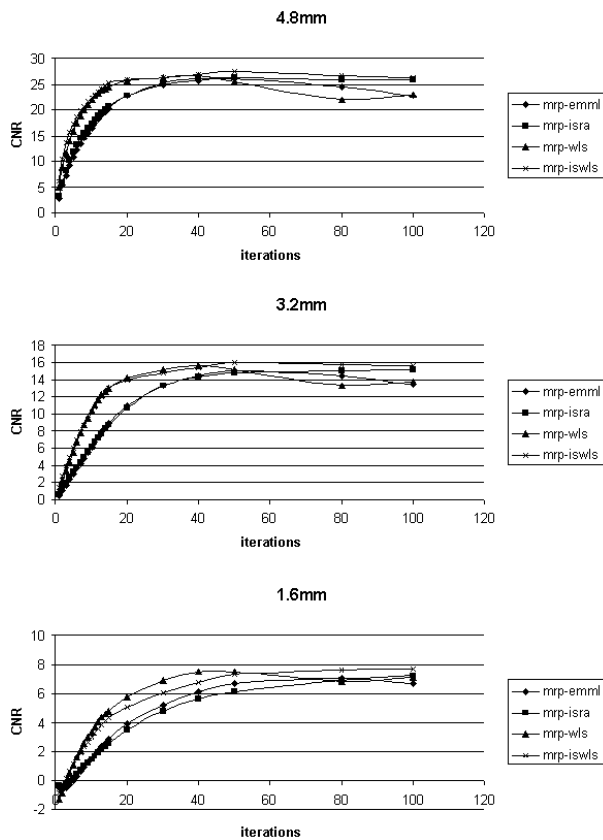 4.8mm
30
25
20
15
10
5
0
CNR
0 20 40 60 80 100 120
iterations
mrp-emml
mrp-isra
mrp-wls
mrp-iswls
3.2mm
18
16
14
12
10
8
6
4
2
0
CNR
0 20 40 60 80 100 120
iterations
mrp-emml
mrp-isra
mrp-wls
mrp-iswls
1.6mm
10
8
6
4
2
0
-2
CNR
0 20 40 60 80 100 120
iterations
mrp-emml
mrp-isra
mrp-wls
mrp-iswls